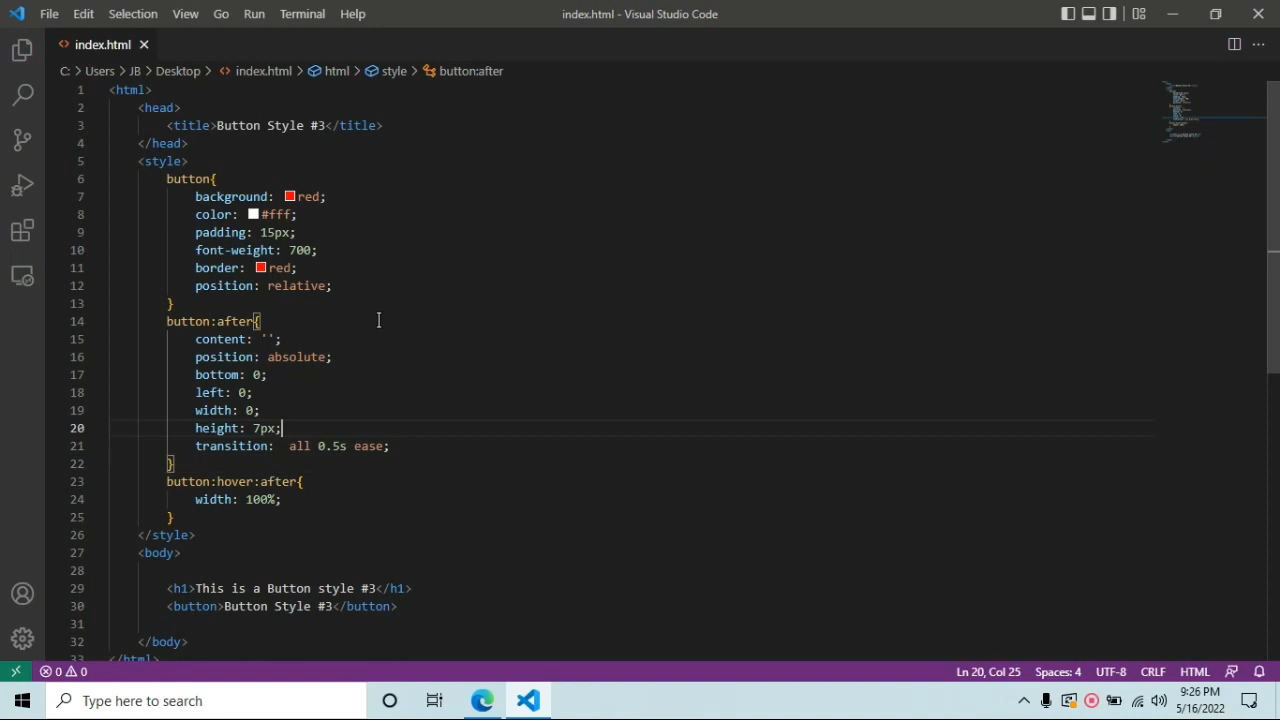 File Edit Selection View Go Run Terminal Help index.html - Visual Studio Code
index.html
C: > Users > JB > Desktop > index.html > html > style > button:after
1 <html>
2 <head>
3 <title>Button Style #3</title>
4 </head>
5 <style>
6 button{
7 background: red;
8 color: #fff;
9 padding: 15px;
10 font-weight: 700;
11 border: red;
12 position: relative;
13 }
14 button:after{
15 content: '';
16 position: absolute;
17 bottom: 0;
18 left: 0;
19 width: 0;
20 height: 7px;
21 transition:  all 0.5s ease;
22 }
23 button:hover:after{
24 width: 100%;
25 }
26 </style>
27 <body>
28
29 <h1>This is a Button style #3</h1>
30 <button>Button Style #3</button>
31
32 </body>
33 </html>
0 0 Ln 20, Col 25 Spaces: 4 UTF-8 CRLF HTML
Type here to search
9:26 PM
5/16/2022